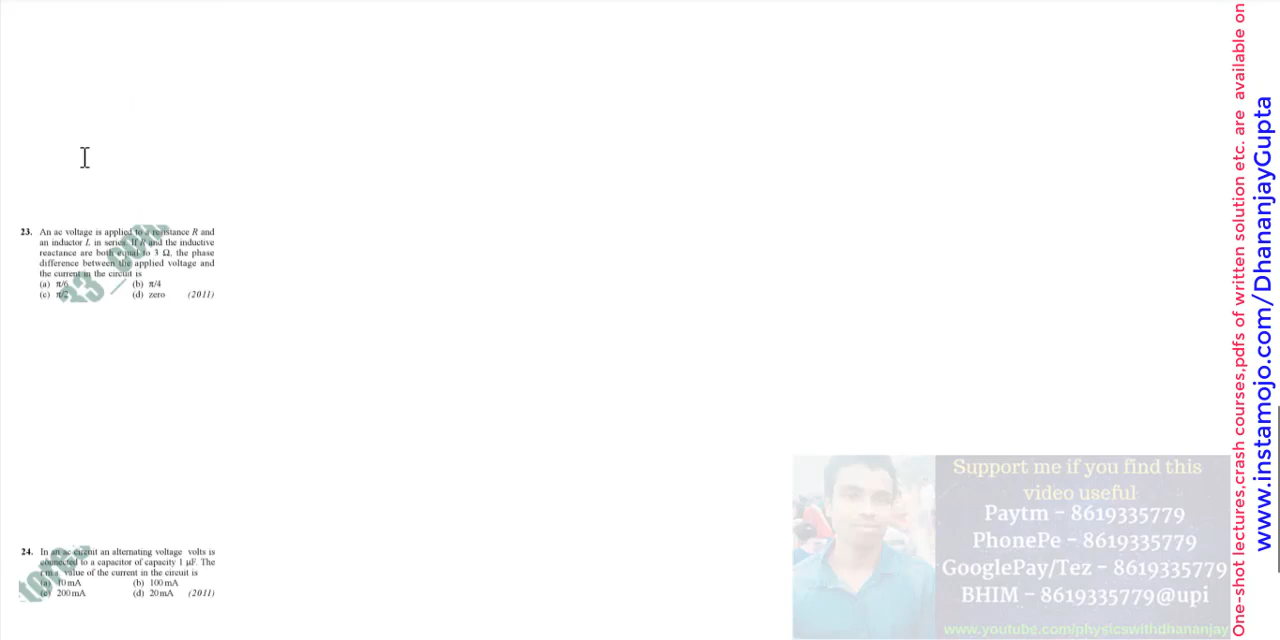 23. An ac voltage is applied to a resistance R and
an inductor L in series. If R and the inductive
reactance are both equal to 3 Ω, the phase
difference between the applied voltage and
the current in the circuit is
(a) π/6 (b) π/4
(c) π/2 (d) zero (2011)
24. In an ac circuit an alternating voltage volts is
connected to a capacitor of capacity 1 μF. The
r.m.s. value of the current in the circuit is
(a) 10 mA (b) 100 mA
(c) 200 mA (d) 20 mA (2011)
Support me if you find this
video useful
Paytm - 8619335779
PhonePe - 8619335779
GooglePay/Tez - 8619335779
BHIM - 8619335779@upi
www.youtube.com/physicswithdhananjay
One-shot lectures,crash courses,pdfs of written solution etc. are available on
www.instamojo.com/DhananjayGupta